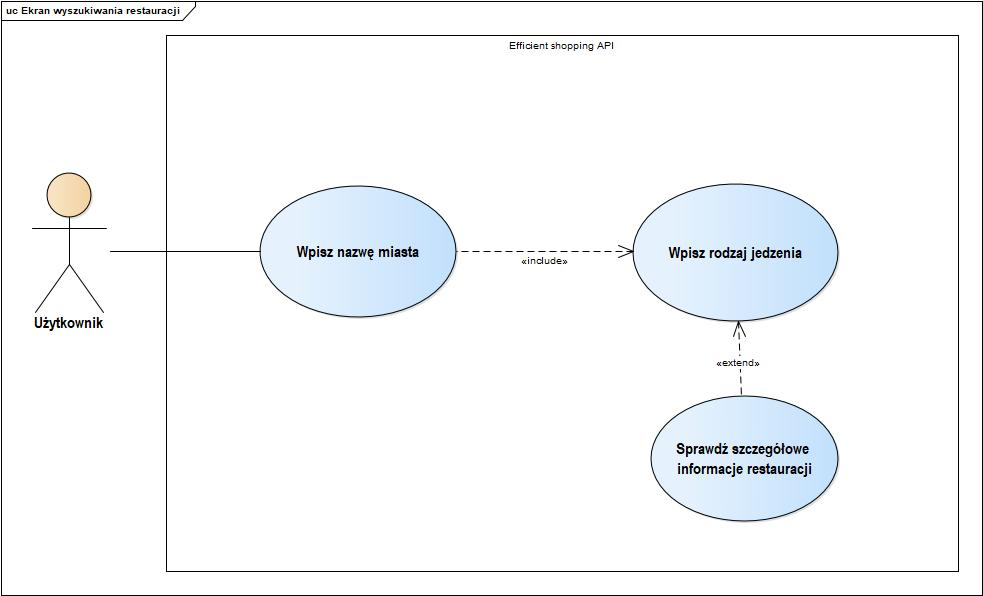 uc Ekran wyszukiwania restauracji
Efficient shopping API
Wpisz nazwę miasta
«include»
Wpisz rodzaj jedzenia
Użytkownik
«extend»
Sprawdź szczegółowe
informacje restauracji